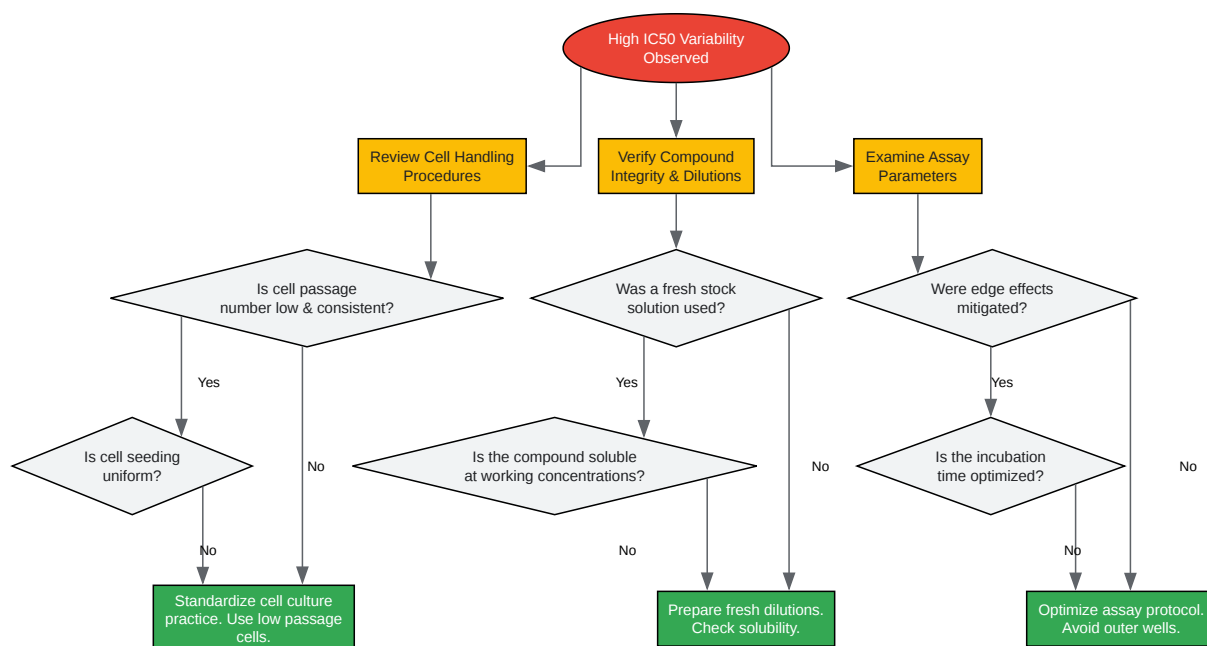 High IC50 Variability
Observed
Review Cell Handling
Procedures
Verify Compound
Integrity & Dilutions
Examine Assay
Parameters
Is cell passage
number low & consistent?
Was a fresh stock
solution used?
Were edge effects
mitigated?
Yes
Yes
Yes
Is cell seeding
uniform?
No
Is the compound soluble
at working concentrations?
No
Is the incubation
time optimized?
No
No
No
No
Standardize cell culture
practice. Use low passage
cells.
Prepare fresh dilutions.
Check solubility.
Optimize assay protocol.
Avoid outer wells.